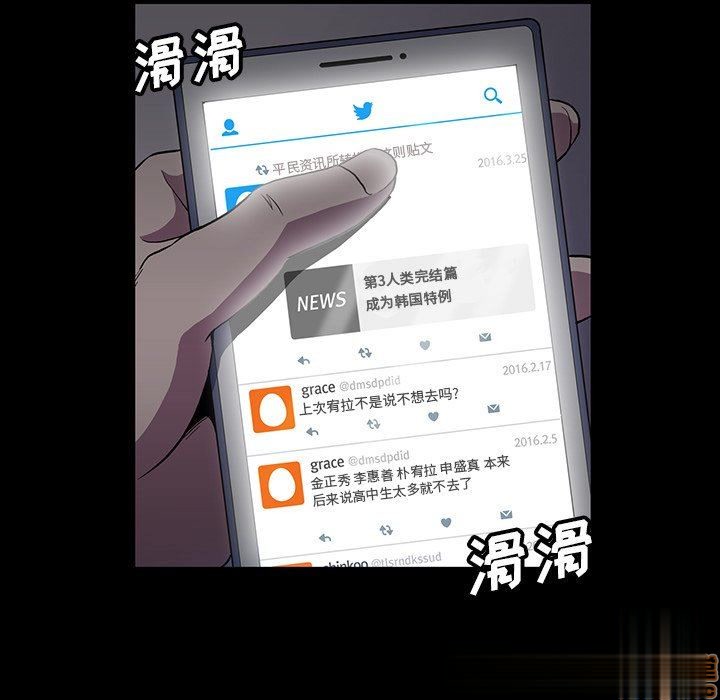 滑滑
平民资讯所转 则贴文
2016.3.25
NEWS
第3人类完结篇
成为韩国特例
2016.2.17
grace @dmsdpdid
上次宥拉不是说不想去吗?
2016.2.5
grace @dmsdpdid
金正秀 李惠善 朴宥拉 申盛真 本来
后来说高中生太多就不去了
@tlsrndkssud
滑滑